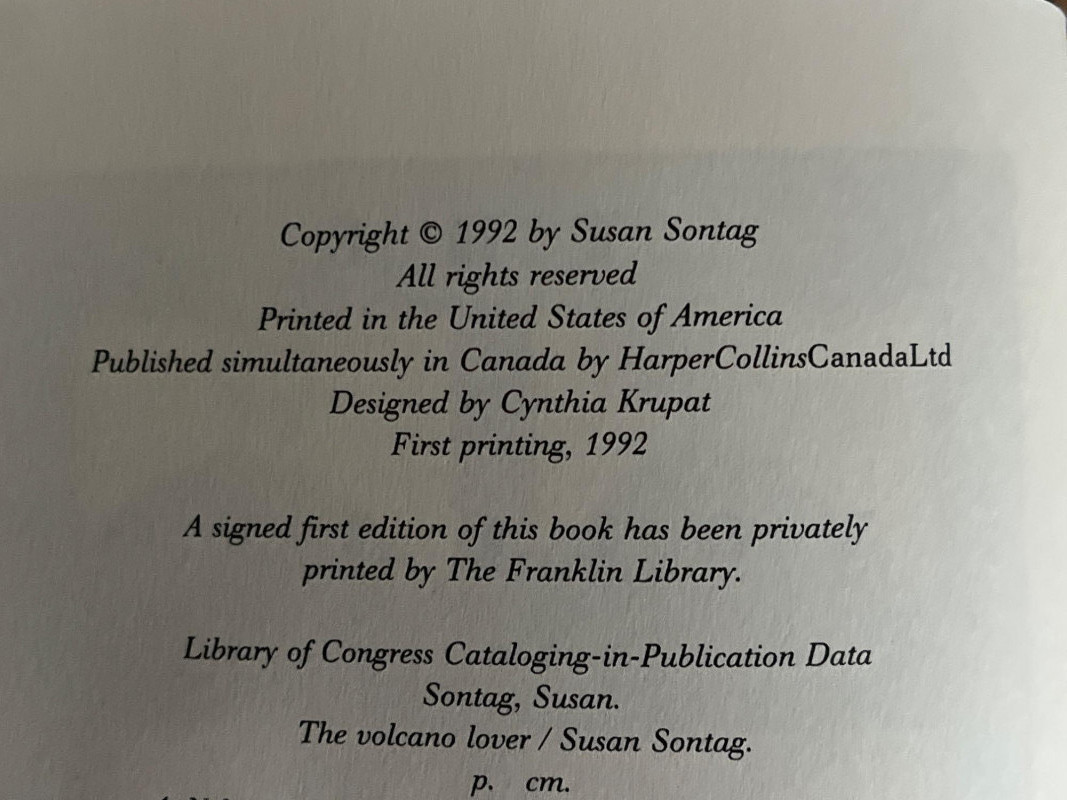 Copyright © 1992 by Susan Sontag
All rights reserved
Printed in the United States of America
Published simultaneously in Canada by HarperCollinsCanadaLtd
Designed by Cynthia Krupat
First printing, 1992
A signed first edition of this book has been privately
printed by The Franklin Library.
Library of Congress Cataloging-in-Publication Data
Sontag, Susan.
The volcano lover / Susan Sontag.
p. cm.